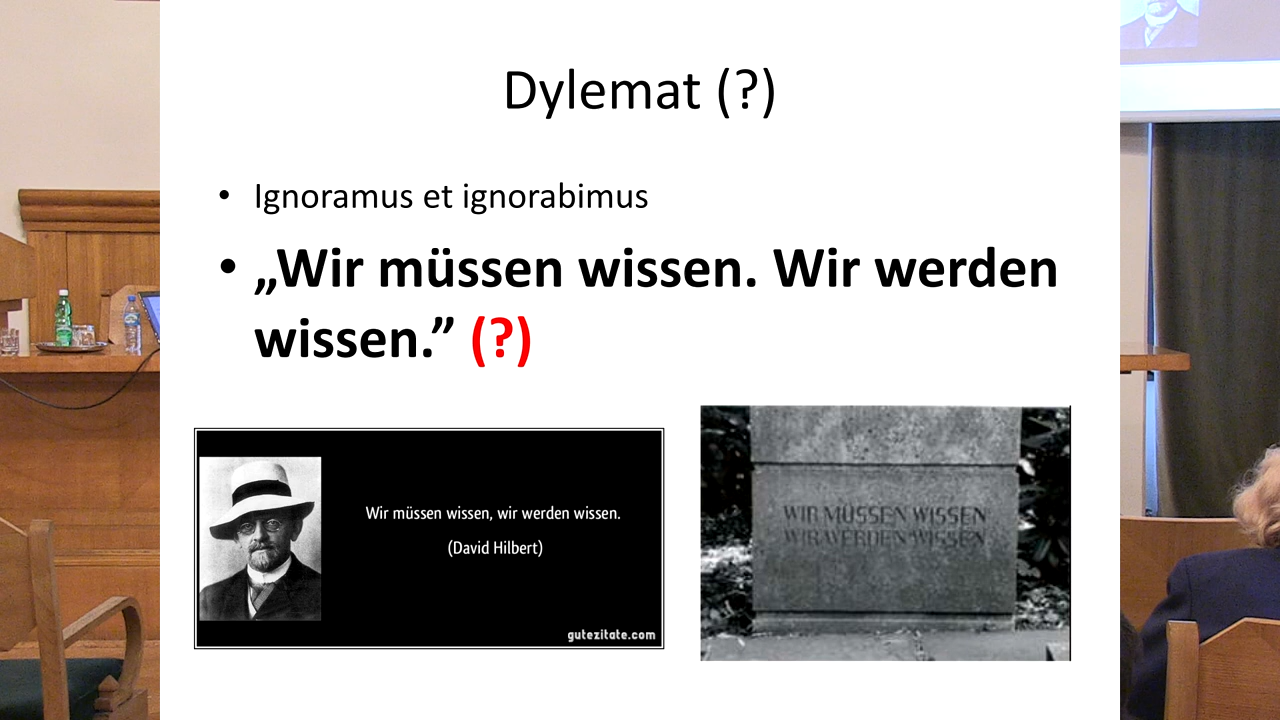 Dylemat (?)
• Ignoramus et ignorabimus
• „Wir müssen wissen. Wir werden
wissen.” (?)
Wir müssen wissen, wir werden wissen.
(David Hilbert)
gutezitate.com
WIR MÜSSEN WISSEN
WIR WERDEN WISSEN